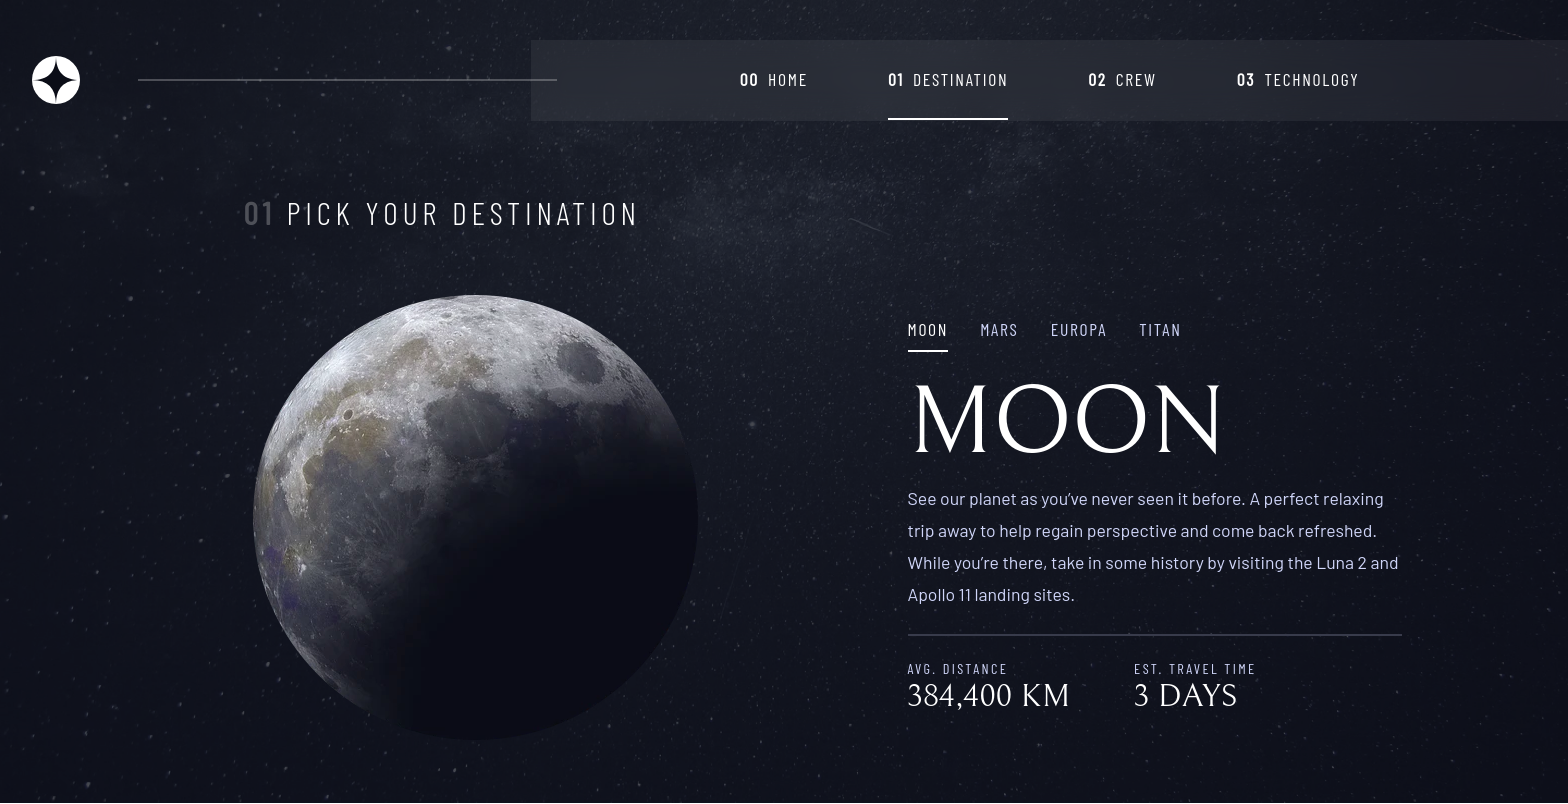 00 HOME 01 DESTINATION 02 CREW 03 TECHNOLOGY
01 PICK YOUR DESTINATION
MOON MARS EUROPA TITAN
MOON
See our planet as you’ve never seen it before. A perfect relaxing
trip away to help regain perspective and come back refreshed.
While you’re there, take in some history by visiting the Luna 2 and
Apollo 11 landing sites.
AVG. DISTANCE EST. TRAVEL TIME
384,400 KM 3 DAYS